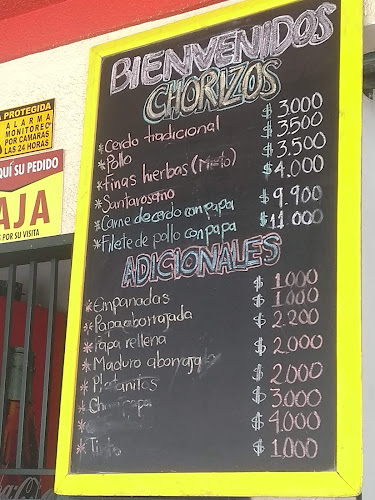 BIENVENIDOS
CHORIZOS
*Cerdo tradicional $ 3.000
*Pollo $ 3500
*Finas hierbas (Mixto) $ 3.500
*Santarosano $ 4.000
*Carne de cerdo con papa $ 9.900
*Filete de pollo con papa $ 11.000
ADICIONALES
*Empanadas $ 1.000
*Papa aborrajada $ 1.000
*Papa rellena $ 2.200
*Maduro aborrajado $ 2.000
*Platanitos $ 2.000
* $ 3.000
* $ 4.000
*Tinto $ 1.000
A PROTEGIDA
ALARMA
MONITOREO
POR CAMARAS
LAS 24 HORAS
QUÍ SU PEDIDO
AJA
POR SU VISITA